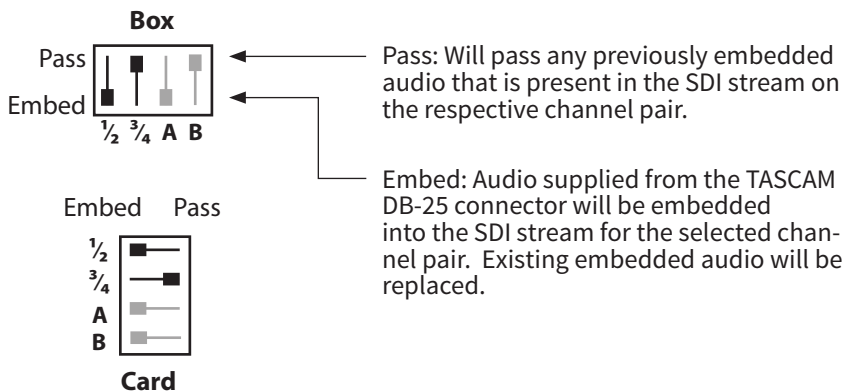 Box
Pass
Embed
½ ¾ A B
Pass: Will pass any previously embedded
audio that is present in the SDI stream on
the respective channel pair.
Embed: Audio supplied from the TASCAM
DB-25 connector will be embedded
into the SDI stream for the selected chan-
nel pair.  Existing embedded audio will be
replaced.
Embed Pass
½
¾
A
B
Card